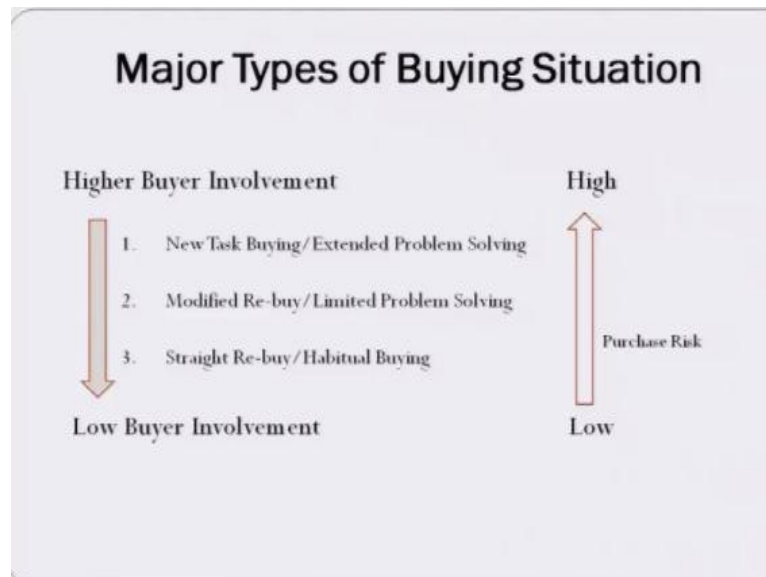 Major Types of Buying Situation
Higher Buyer Involvement
High
1. New Task Buying/Extended Problem Solving
2. Modified Re-buy/Limited Problem Solving
Purchase Risk
3. Straight Re-buy/Habitual Buying
Low Buyer Involvement
Low